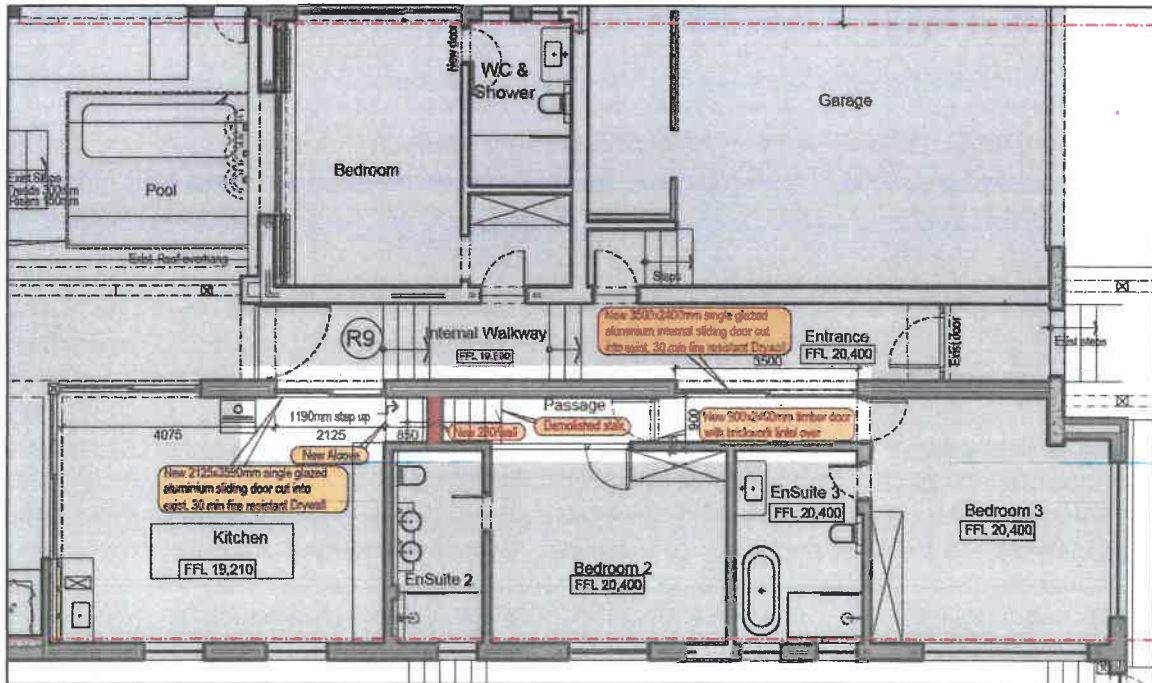 New door
WC &
Shower
Garage
Bedroom
Exist Steps
Treads 300mm
Risers 150mm
Pool
Exist. Roof overhang
Steps
R9
Internal Walkway
New 3500x2400mm single glazed
aluminium internal sliding door cut
into exist. 30 min fire resistant Drywall
Entrance
FFL 20,400
3500
Exist door
Exist steps
1190mm step up
4075
2125
850
Passage
New 230 wall
Demolished stair
900
New 900x2400mm timber door
with brickwork lintel over
New Alcove
New 2125x3590mm single glazed
aluminium sliding door cut into
exist. 30 min fire resistant Drywall
Kitchen
FFL 19,210
EnSuite 2
Bedroom 2
FFL 20,400
EnSuite 3
FFL 20,400
Bedroom 3
FFL 20,400